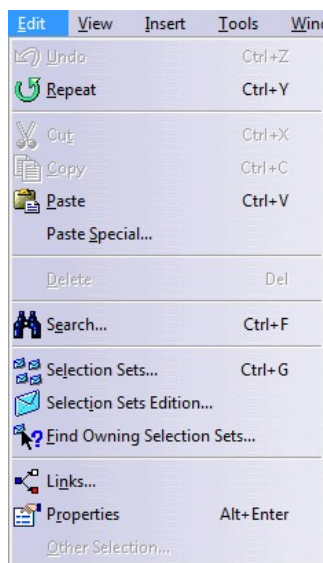 Edit View Insert Tools
Undo Ctrl+Z
Repeat Ctrl+Y
Cut Ctrl+X
Copy Ctrl+C
Paste Ctrl+V
Paste Special...
Delete Del
Search... Ctrl+F
Selection Sets... Ctrl+G
Selection Sets Edition...
Find Owning Selection Sets...
Links...
Properties Alt+Enter
Other Selection...